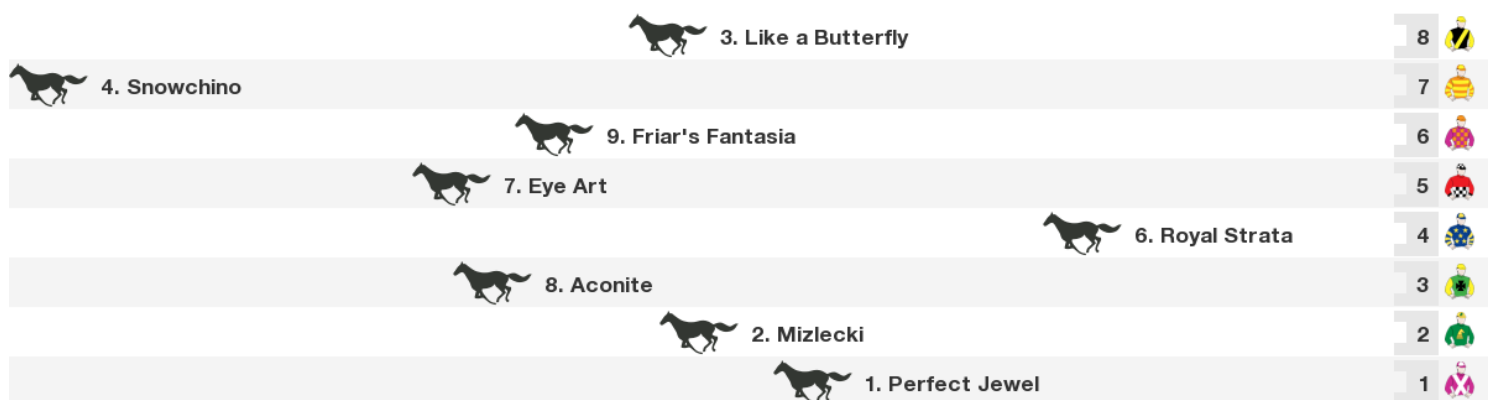 3. Like a Butterfly 8
4. Snowchino 7
9. Friar's Fantasia 6
7. Eye Art 5
6. Royal Strata 4
8. Aconite 3
2. Mizlecki 2
1. Perfect Jewel 1